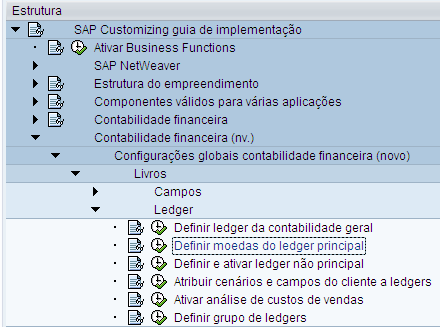 Estrutura
SAP Customizing guia de implementação
Ativar Business Functions
SAP NetWeaver
Estrutura do empreendimento
Componentes válidos para várias aplicações
Contabilidade financeira
Contabilidade financeira (nv.)
Configurações globais contabilidade financeira (novo)
Livros
Campos
Ledger
Definir ledger da contabilidade geral
Definir moedas do ledger principal
Definir e ativar ledger não principal
Atribuir cenários e campos do cliente a ledgers
Ativar análise de custos de vendas
Definir grupo de ledgers